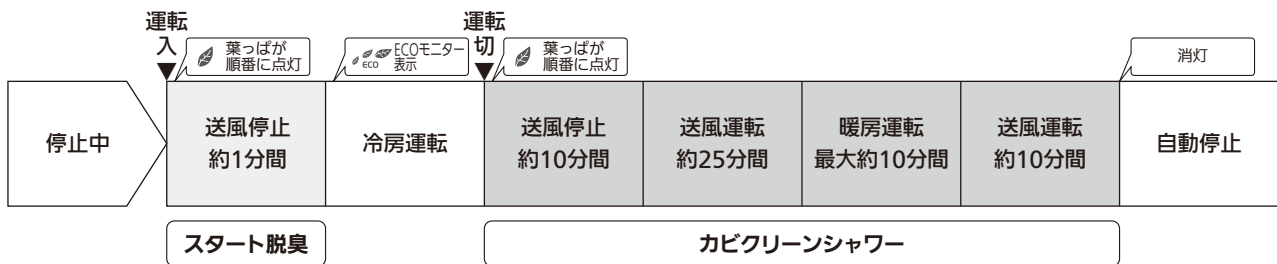 運転
入
葉っぱが
順番に点灯
eco
ECOモニター
表示
運転
切
葉っぱが
順番に点灯
消灯
停止中
送風停止
約1分間
冷房運転
送風停止
約10分間
送風運転
約25分間
暖房運転
最大約10分間
送風運転
約10分間
自動停止
スタート脱臭
カビクリーンシャワー